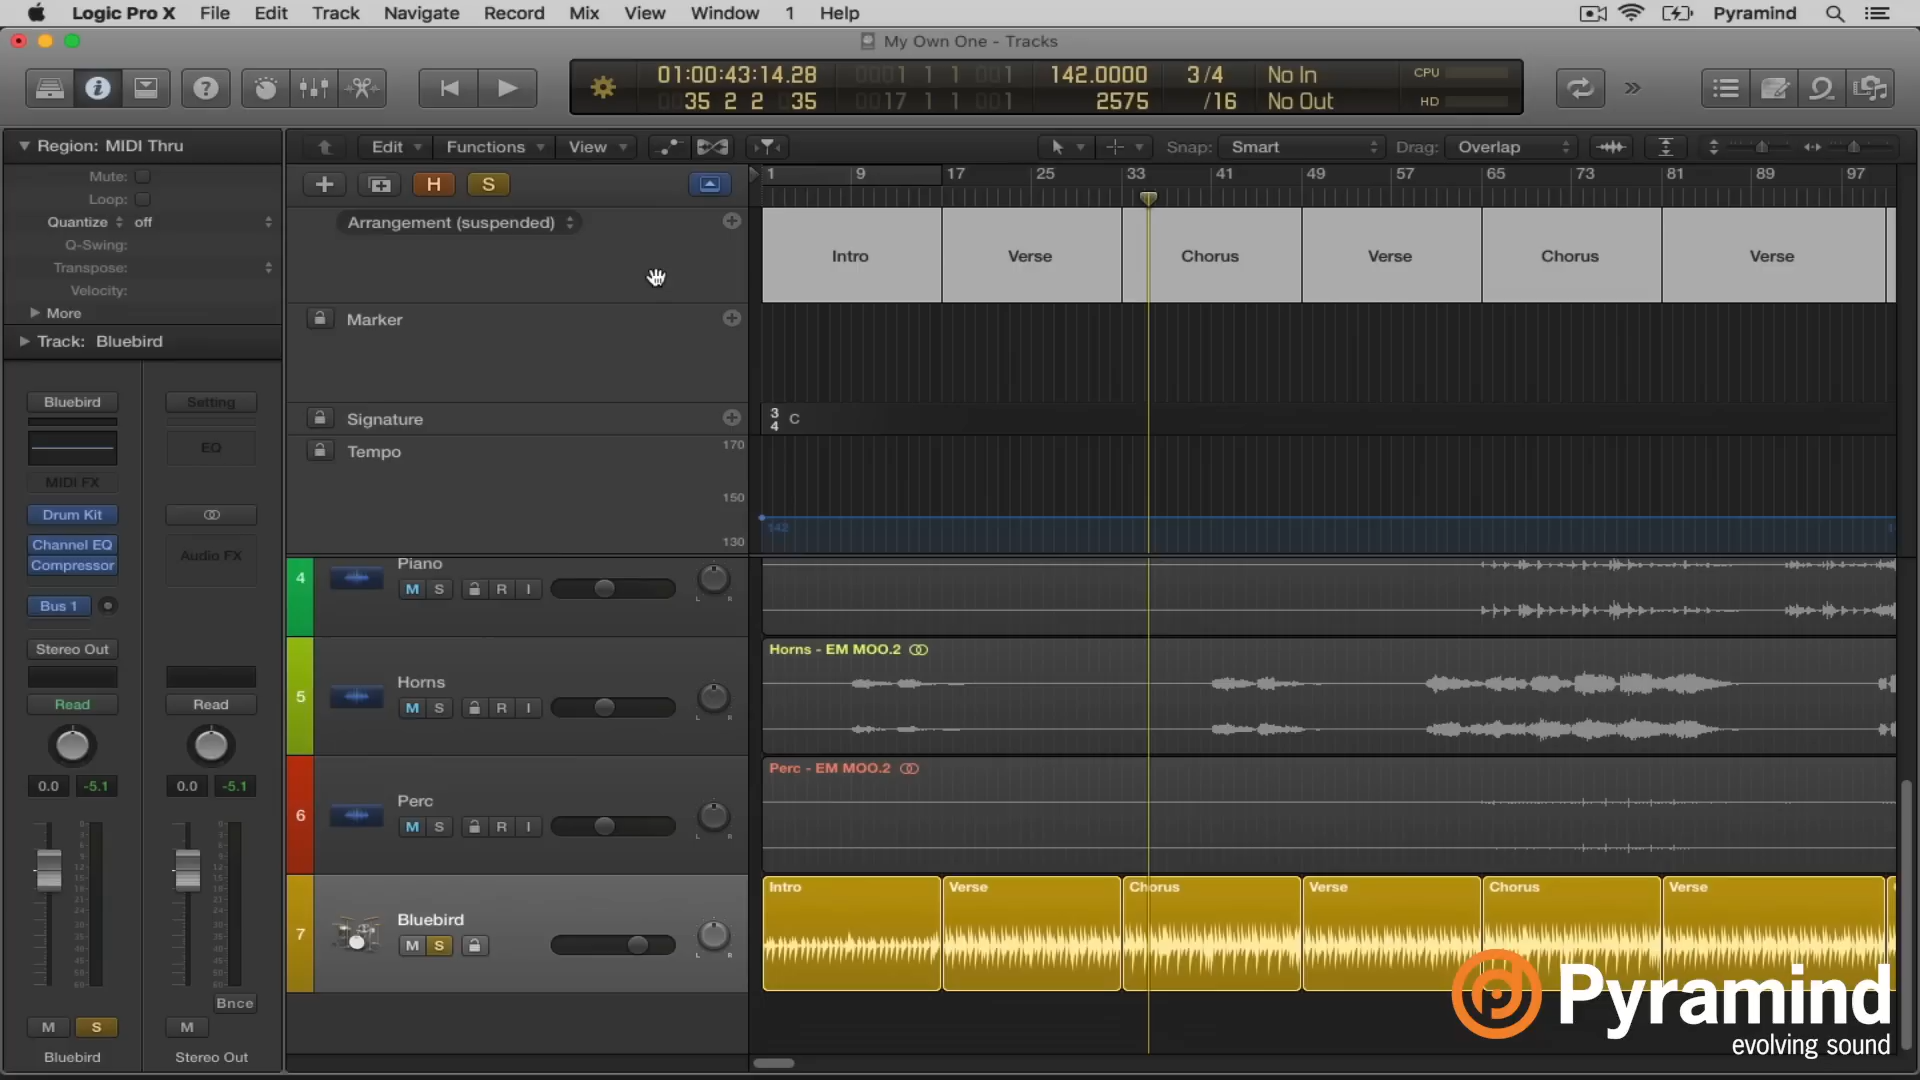 Logic Pro X File Edit Track Navigate Record Mix View Window 1 Help Pyramind
My Own One - Tracks
01:00:43:14.28 0001 1 1 001 142.0000 3/4 No In CPU
35 2 2 35 0017 1 1 001 2575 /16 No Out HD
Region: MIDI Thru
Edit Functions View Snap: Smart Drag: Overlap
Mute:
Loop:
Quantize off
Q-Swing:
Transpose:
Velocity:
More
Track: Bluebird
H S
1 9 17 25 33 41 49 57 65 73 81 89 97
Arrangement (suspended)
Intro Verse Chorus Verse Chorus Verse
Marker
Signature
3
4 C
Tempo
170
150
130
142
Bluebird Setting
EQ
MIDI FX
Drum Kit
Channel EQ
Compressor
Audio FX
Bus 1
Stereo Out
Read Read
0.0 -5.1 0.0 -5.1
Bnce
M S M
Bluebird Stereo Out
4 Piano
M S R I
L R
5 Horns
M S R I
L R
Horns - EM MOO.2
6 Perc
M S R I
L R
Perc - EM MOO.2
7 Bluebird
M S
L R
Intro Verse Chorus Verse Chorus Verse
Pyramind
evolving sound